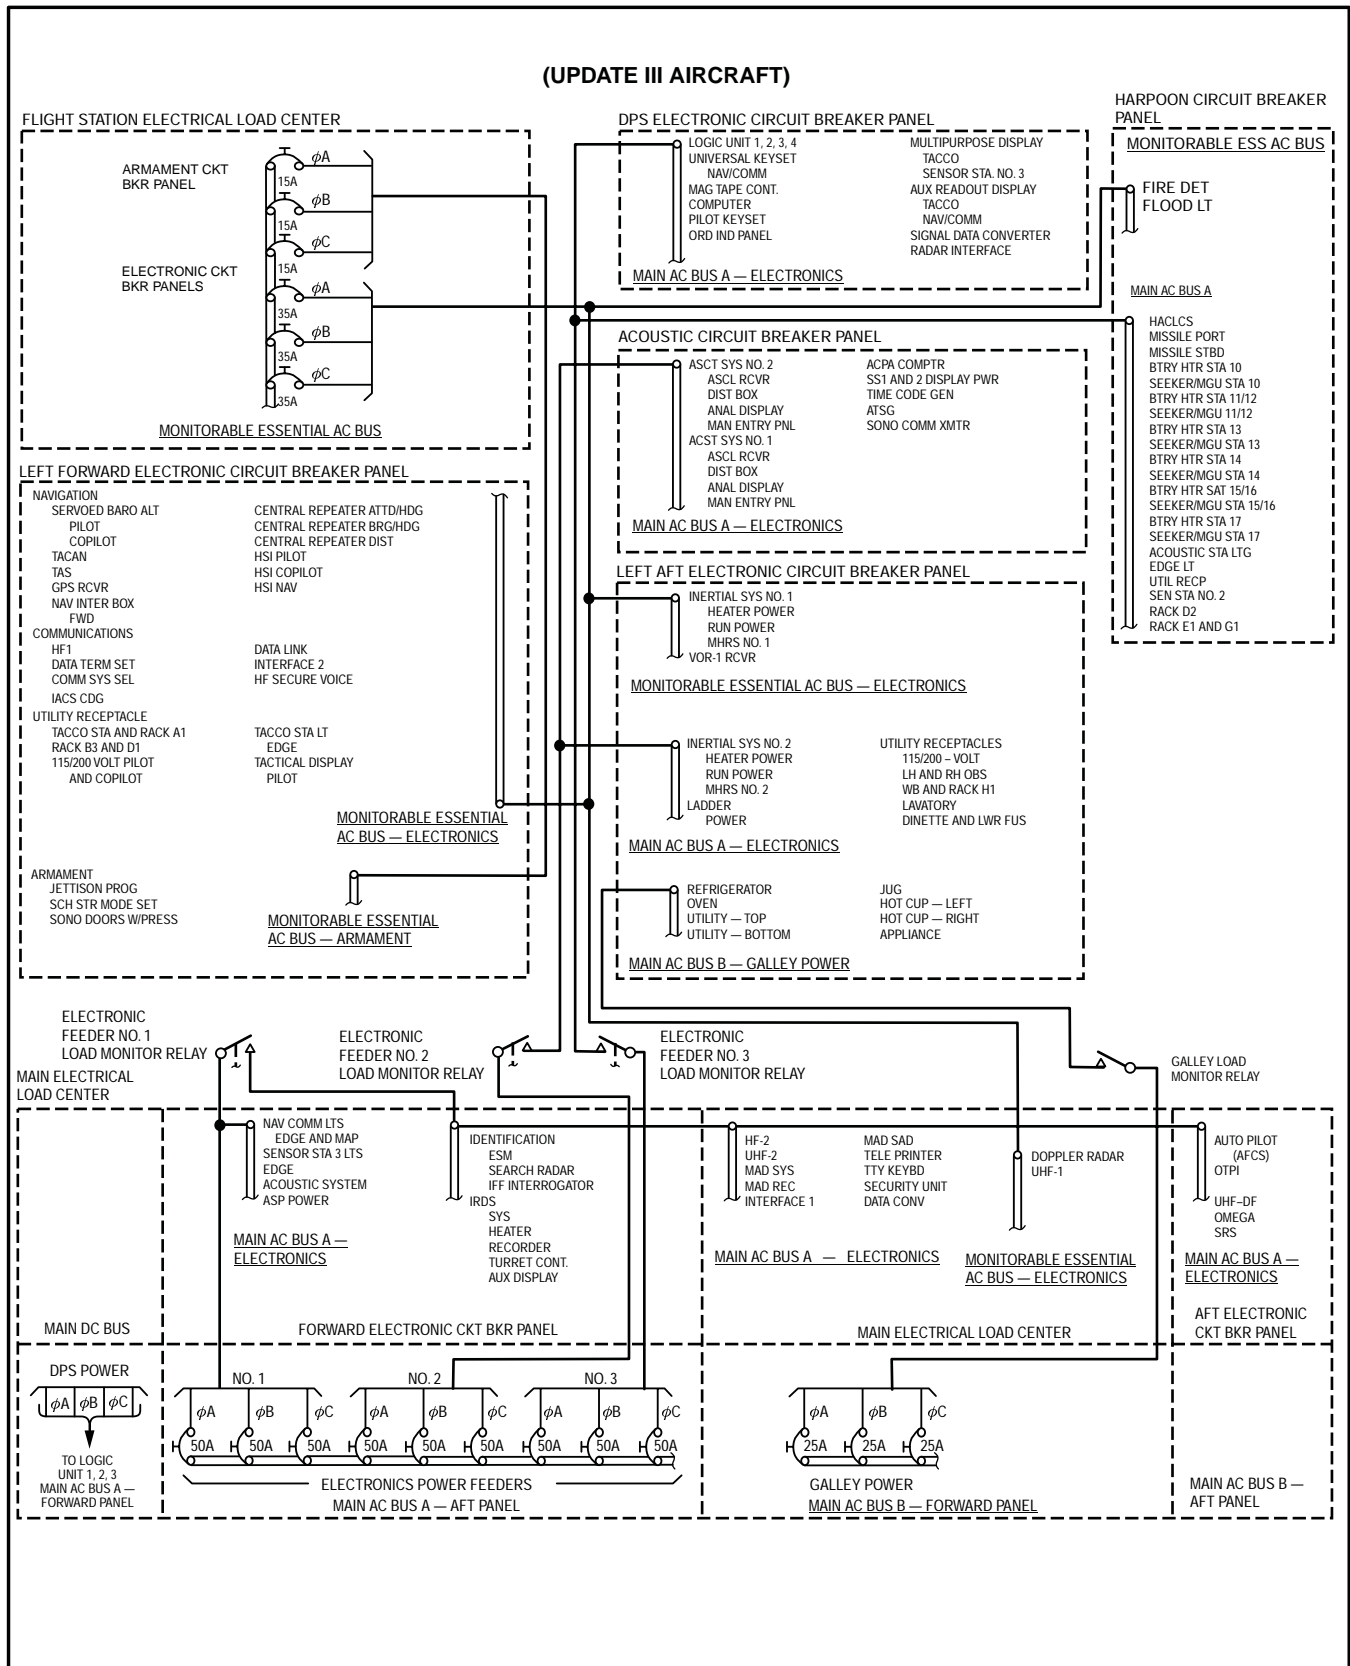 (UPDATE III AIRCRAFT)
FLIGHT STATION ELECTRICAL LOAD CENTER
ARMAMENT CKT
BKR PANEL
ϕA
15A
ϕB
15A
ϕC
15A
ELECTRONIC CKT
BKR PANELS
ϕA
35A
ϕB
35A
ϕC
35A
MONITORABLE ESSENTIAL AC BUS
DPS ELECTRONIC CIRCUIT BREAKER PANEL
LOGIC UNIT 1, 2, 3, 4
UNIVERSAL KEYSET
NAV/COMM
MAG TAPE CONT.
COMPUTER
PILOT KEYSET
ORD IND PANEL
MULTIPURPOSE DISPLAY
TACCO
SENSOR STA. NO. 3
AUX READOUT DISPLAY
TACCO
NAV/COMM
SIGNAL DATA CONVERTER
RADAR INTERFACE
MAIN AC BUS A — ELECTRONICS
HARPOON CIRCUIT BREAKER
PANEL
MONITORABLE ESS AC BUS
FIRE DET
FLOOD LT
MAIN AC BUS A
HACLCS
MISSILE PORT
MISSILE STBD
BTRY HTR STA 10
SEEKER/MGU STA 10
BTRY HTR STA 11/12
SEEKER/MGU 11/12
BTRY HTR STA 13
SEEKER/MGU STA 13
BTRY HTR STA 14
SEEKER/MGU STA 14
BTRY HTR SAT 15/16
SEEKER/MGU STA 15/16
BTRY HTR STA 17
SEEKER/MGU STA 17
ACOUSTIC STA LTG
EDGE LT
UTIL RECP
SEN STA NO. 2
RACK D2
RACK E1 AND G1
ACOUSTIC CIRCUIT BREAKER PANEL
ASCT SYS NO. 2
ASCL RCVR
DIST BOX
ANAL DISPLAY
MAN ENTRY PNL
ACST SYS NO. 1
ASCL RCVR
DIST BOX
ANAL DISPLAY
MAN ENTRY PNL
ACPA COMPTR
SS1 AND 2 DISPLAY PWR
TIME CODE GEN
ATSG
SONO COMM XMTR
MAIN AC BUS A — ELECTRONICS
LEFT FORWARD ELECTRONIC CIRCUIT BREAKER PANEL
NAVIGATION
SERVOED BARO ALT
PILOT
COPILOT
TACAN
TAS
GPS RCVR
NAV INTER BOX
FWD
CENTRAL REPEATER ATTD/HDG
CENTRAL REPEATER BRG/HDG
CENTRAL REPEATER DIST
HSI PILOT
HSI COPILOT
HSI NAV
COMMUNICATIONS
HF1
DATA TERM SET
COMM SYS SEL
IACS CDG
DATA LINK
INTERFACE 2
HF SECURE VOICE
UTILITY RECEPTACLE
TACCO STA AND RACK A1
RACK B3 AND D1
115/200 VOLT PILOT
AND COPILOT
TACCO STA LT
EDGE
TACTICAL DISPLAY
PILOT
MONITORABLE ESSENTIAL
AC BUS — ELECTRONICS
ARMAMENT
JETTISON PROG
SCH STR MODE SET
SONO DOORS W/PRESS
MONITORABLE ESSENTIAL
AC BUS — ARMAMENT
LEFT AFT ELECTRONIC CIRCUIT BREAKER PANEL
INERTIAL SYS NO. 1
HEATER POWER
RUN POWER
MHRS NO. 1
VOR-1 RCVR
MONITORABLE ESSENTIAL AC BUS — ELECTRONICS
INERTIAL SYS NO. 2
HEATER POWER
RUN POWER
MHRS NO. 2
LADDER
POWER
UTILITY RECEPTACLES
115/200 – VOLT
LH AND RH OBS
WB AND RACK H1
LAVATORY
DINETTE AND LWR FUS
MAIN AC BUS A — ELECTRONICS
REFRIGERATOR
OVEN
UTILITY — TOP
UTILITY — BOTTOM
JUG
HOT CUP — LEFT
HOT CUP — RIGHT
APPLIANCE
MAIN AC BUS B — GALLEY POWER
ELECTRONIC
FEEDER NO. 1
LOAD MONITOR RELAY
ELECTRONIC
FEEDER NO. 2
LOAD MONITOR RELAY
ELECTRONIC
FEEDER NO. 3
LOAD MONITOR RELAY
GALLEY LOAD
MONITOR RELAY
MAIN ELECTRICAL
LOAD CENTER
NAV COMM LTS
EDGE AND MAP
SENSOR STA 3 LTS
EDGE
ACOUSTIC SYSTEM
ASP POWER
MAIN AC BUS A —
ELECTRONICS
IDENTIFICATION
ESM
SEARCH RADAR
IFF INTERROGATOR
IRDS
SYS
HEATER
RECORDER
TURRET CONT.
AUX DISPLAY
HF-2
UHF-2
MAD SYS
MAD REC
INTERFACE 1
MAD SAD
TELE PRINTER
TTY KEYBD
SECURITY UNIT
DATA CONV
MAIN AC BUS A — ELECTRONICS
DOPPLER RADAR
UHF-1
MONITORABLE ESSENTIAL
AC BUS — ELECTRONICS
AUTO PILOT
(AFCS)
OTPI
UHF–DF
OMEGA
SRS
MAIN AC BUS A —
ELECTRONICS
MAIN DC BUS
FORWARD ELECTRONIC CKT BKR PANEL
MAIN ELECTRICAL LOAD CENTER
AFT ELECTRONIC
CKT BKR PANEL
DPS POWER
ϕA ϕB ϕC
TO LOGIC
UNIT 1, 2, 3
MAIN AC BUS A —
FORWARD PANEL
NO. 1 NO. 2 NO. 3
ϕA ϕB ϕC ϕA ϕB ϕC ϕA ϕB ϕC
50A 50A 50A 50A 50A 50A 50A 50A 50A
ELECTRONICS POWER FEEDERS
MAIN AC BUS A — AFT PANEL
ϕA ϕB ϕC
25A 25A 25A
GALLEY POWER
MAIN AC BUS B — FORWARD PANEL
MAIN AC BUS B —
AFT PANEL